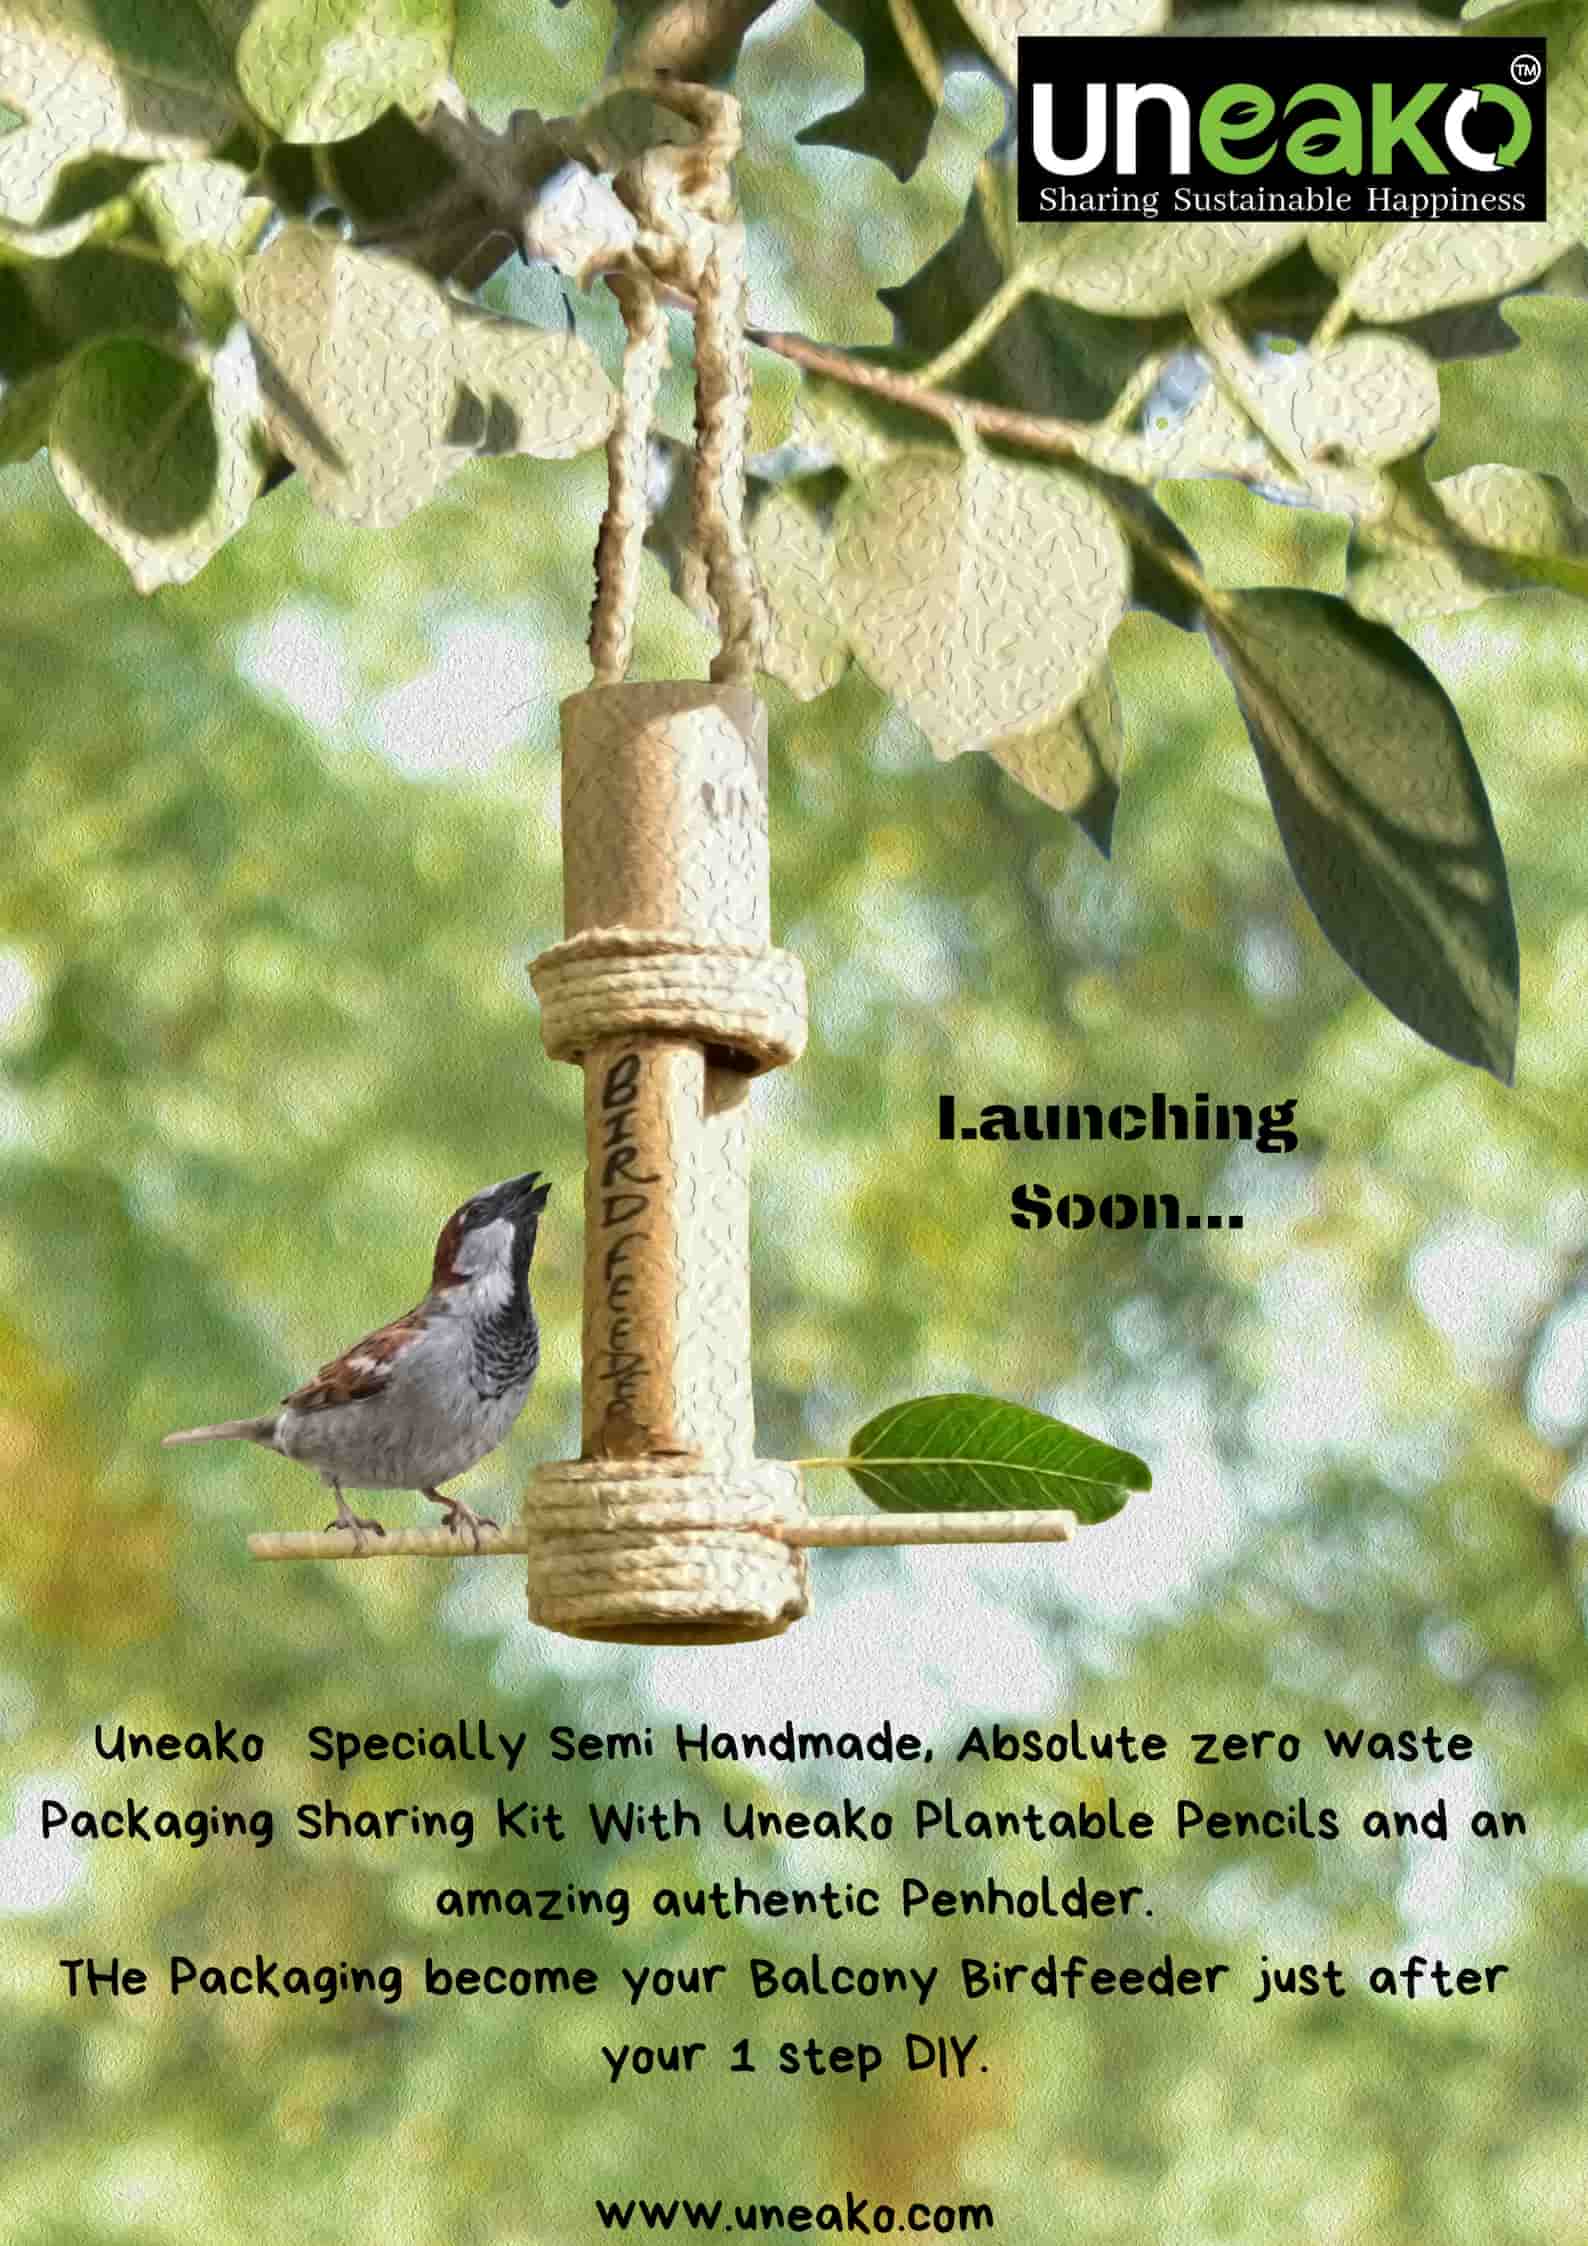 uneako
TM
Sharing Sustainable Happiness
BIRD FEEDER
Launching
Soon...
Uneako Specially Semi Handmade, Absolute zero waste
Packaging Sharing Kit With Uneako Plantable Pencils and an
amazing authentic Penholder.
THe Packaging become your Balcony Birdfeeder just after
your 1 step DIY.
www.uneako.com